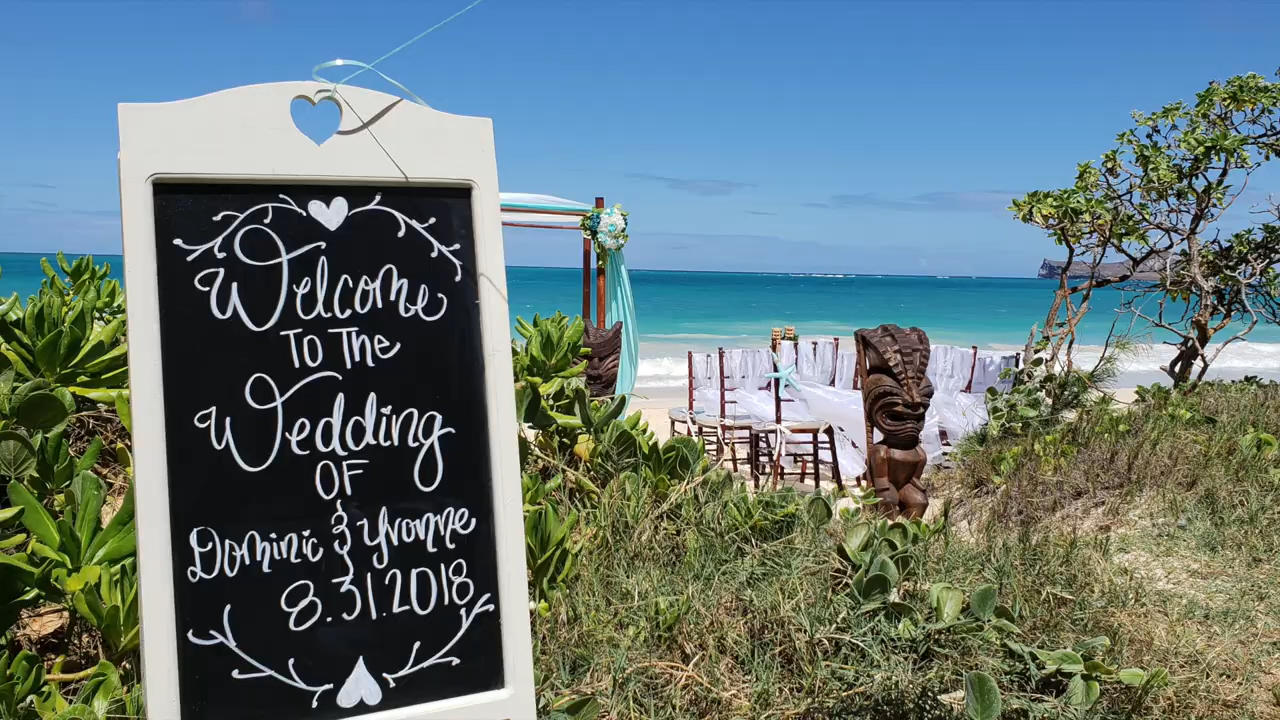 Welcome
To The
Wedding
OF
Dominic & Yvonne
8.31.2018